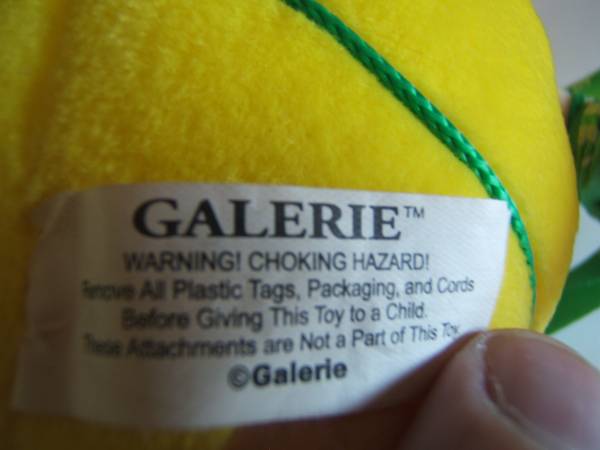 GALERIE™
WARNING! CHOKING HAZARD!
Remove All Plastic Tags, Packaging, and Cords
Before Giving This Toy to a Child.
These Attachments are Not a Part of This Toy
©Galerie